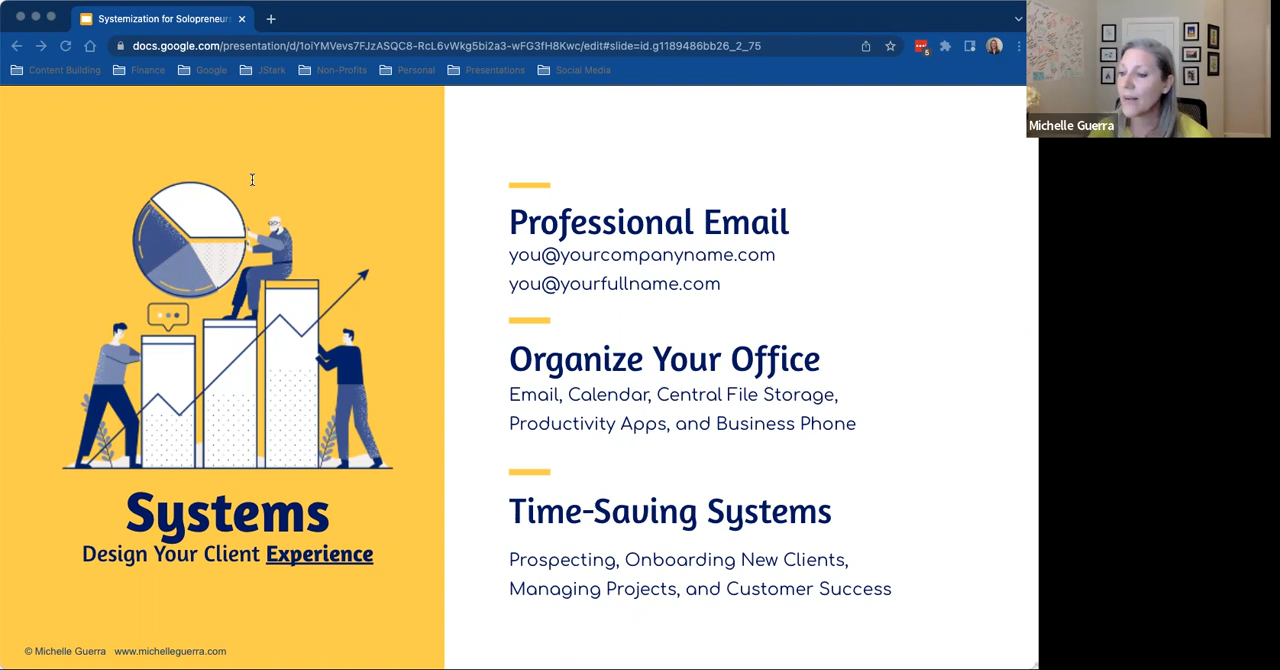 Systemization for Solopreneurs
docs.google.com/presentation/d/1oiYMVevs7FJzASQC8-RcL6vWkg5bi2a3-wFG3fH8Kwc/edit#slide=id.g1189486bb26_2_75
5
Content Building
Finance
Google
JStark
Non-Profits
Personal
Presentations
Social Media
Michelle Guerra
Professional Email
you@yourcompanyname.com
you@yourfullname.com
Organize Your Office
Email, Calendar, Central File Storage,
Productivity Apps, and Business Phone
Time-Saving Systems
Prospecting, Onboarding New Clients,
Managing Projects, and Customer Success
Systems
Design Your Client Experience
© Michelle Guerra www.michelleguerra.com